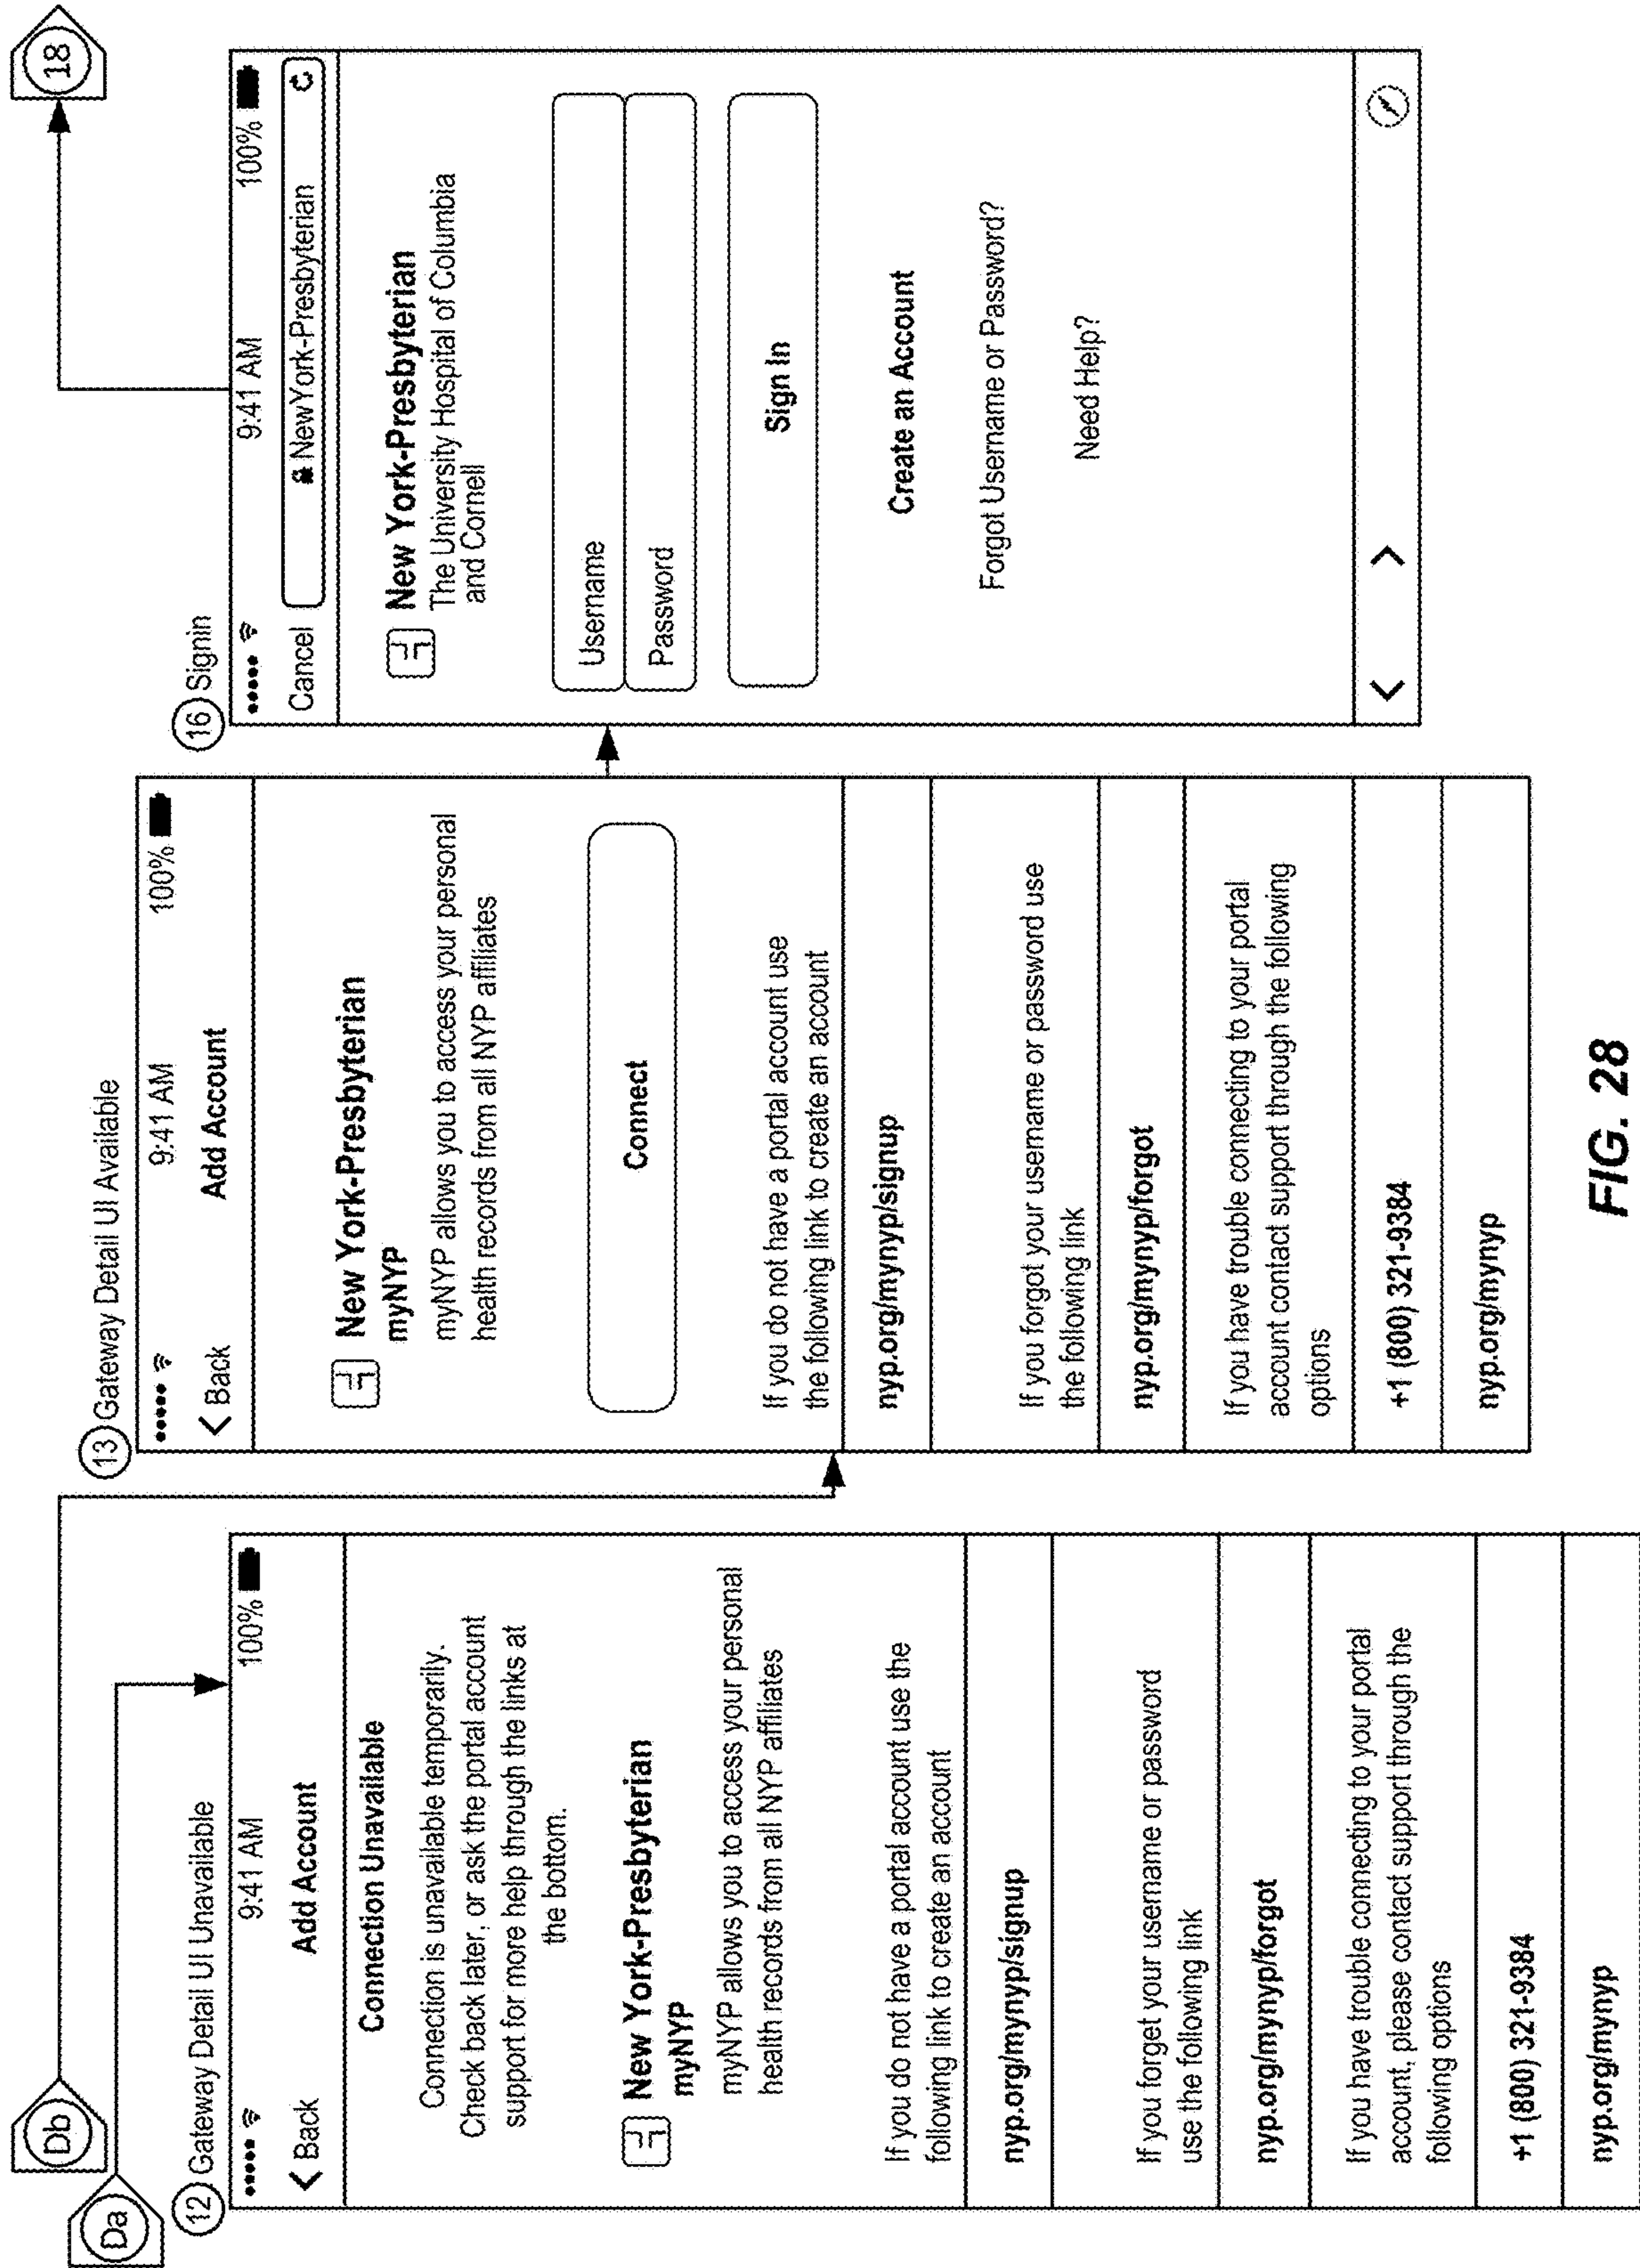 Da
Db
12 Gateway Detail UI Unavailable
9:41 AM 100%
Back Add Account
Connection Unavailable
Connection is unavailable temporarily.
Check back later, or ask the portal account
support for more help through the links at
the bottom.
New York-Presbyterian
myNYP
myNYP allows you to access your personal
health records from all NYP affiliates
If you do not have a portal account use the
following link to create an account
nyp.org/mynyp/signup
If you forget your username or password
use the following link
nyp.org/mynyp/forgot
If you have trouble connecting to your portal
account, please contact support through the
following options
+1 (800) 321-9384
nyp.org/mynyp
13 Gateway Detail UI Available
9:41 AM 100%
Back Add Account
New York-Presbyterian
myNYP
myNYP allows you to access your personal
health records from all NYP affiliates
Connect
If you do not have a portal account use
the following link to create an account
nyp.org/mynyp/signup
If you forgot your username or password use
the following link
nyp.org/mynyp/forgot
If you have trouble connecting to your portal
account contact support through the following
options
+1 (800) 321-9384
nyp.org/mynyp
16 Signin
9:41 AM 100%
Cancel NewYork-Presbyterian
New York-Presbyterian
The University Hospital of Columbia
and Cornell
Username
Password
Sign In
Create an Account
Forgot Username or Password?
Need Help?
18
FIG. 28